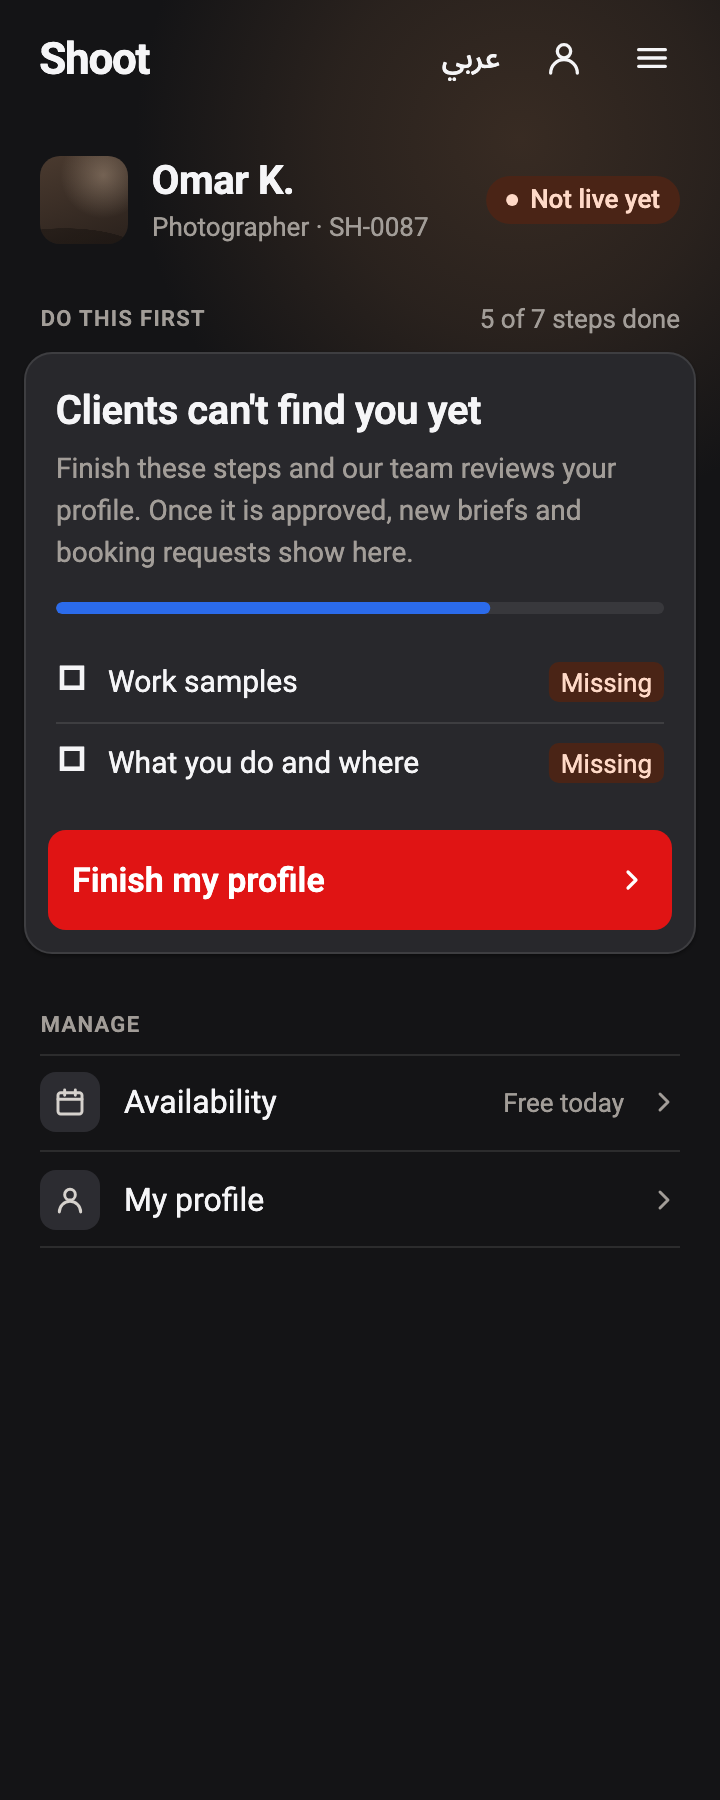 Shoot
عربي
Omar K.
Photographer · SH-0087
Not live yet
DO THIS FIRST
5 of 7 steps done
Clients can't find you yet
Finish these steps and our team reviews your
profile. Once it is approved, new briefs and
booking requests show here.
Work samples
Missing
What you do and where
Missing
Finish my profile
MANAGE
Availability
Free today
My profile